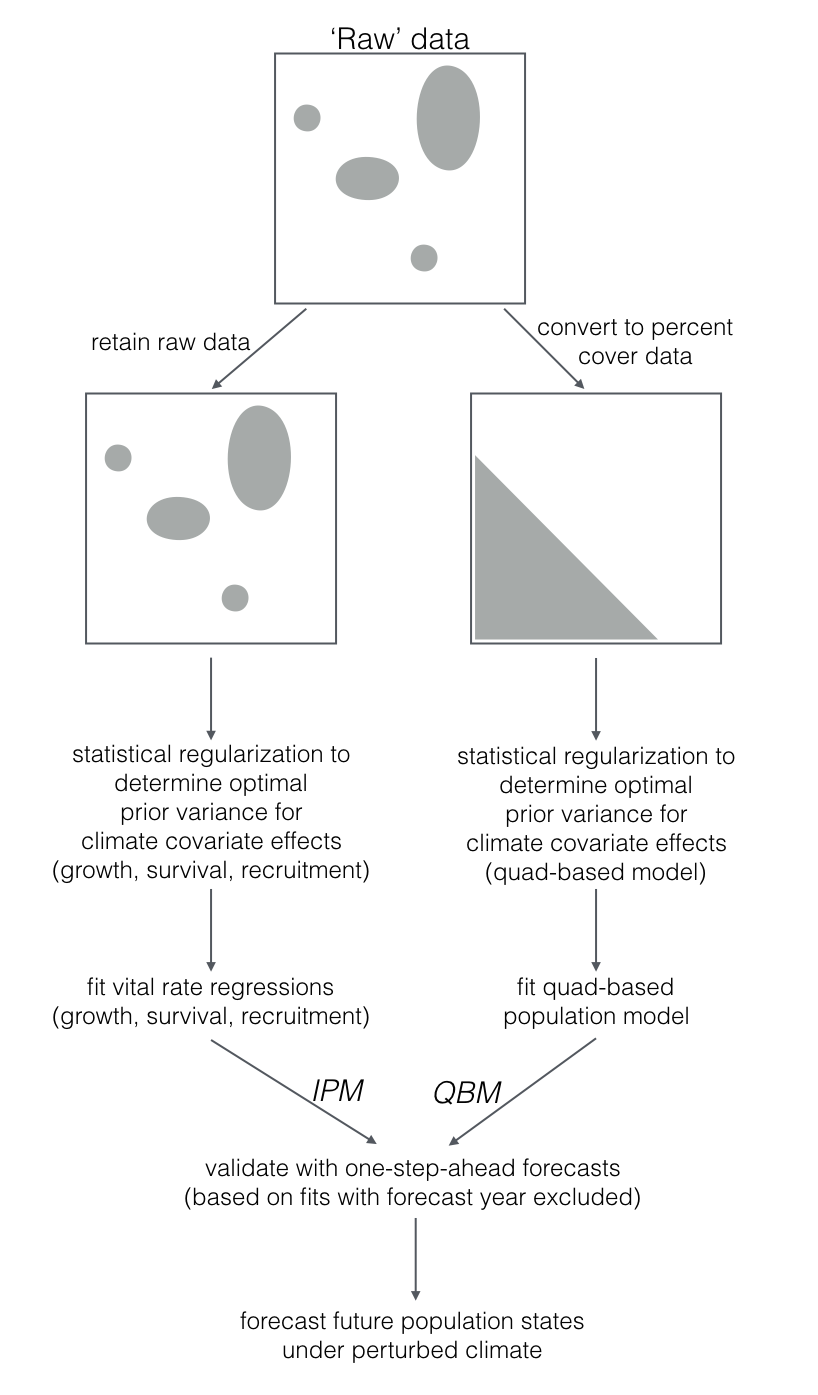 ‘Raw’ data
retain raw data
convert to percent
cover data
statistical regularization to
determine optimal
prior variance for
climate covariate effects
(growth, survival, recruitment)
statistical regularization to
determine optimal
prior variance for
climate covariate effects
(quad-based model)
fit vital rate regressions
(growth, survival, recruitment)
fit quad-based
population model
IPM
QBM
validate with one-step-ahead forecasts
(based on fits with forecast year excluded)
forecast future population states
under perturbed climate